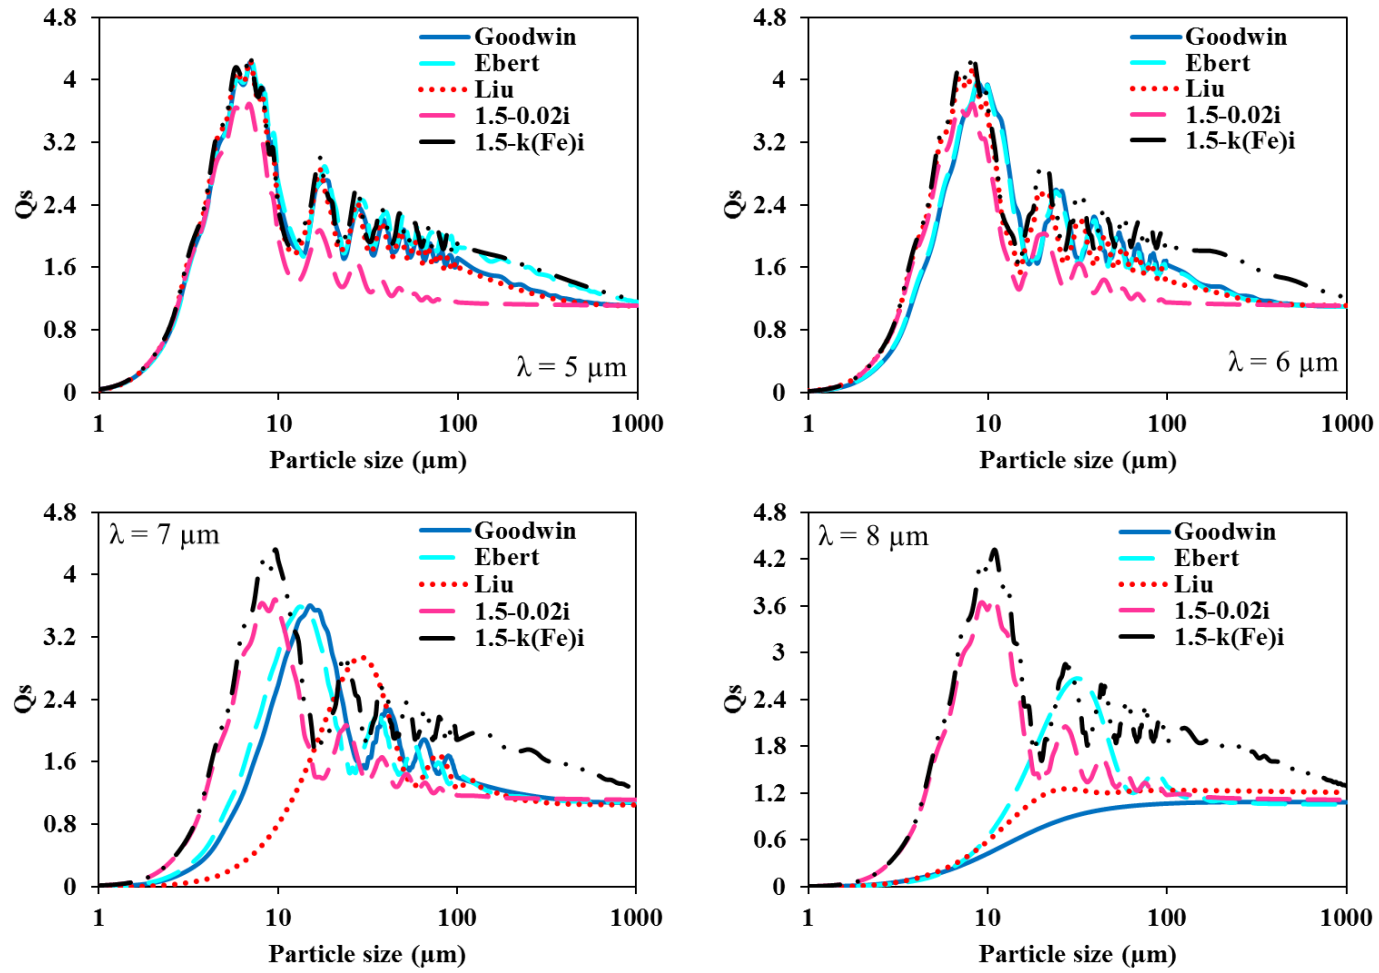 4.8
4
3.2
2.4
1.6
0.8
0
Qs
Goodwin
Ebert
Liu
1.5-0.02i
1.5-k(Fe)i
λ = 5 µm
1
10
100
1000
Particle size (µm)
4.8
4
3.2
2.4
1.6
0.8
0
Qs
Goodwin
Ebert
Liu
1.5-0.02i
1.5-k(Fe)i
λ = 6 µm
1
10
100
1000
Particle size (µm)
4.8
4
3.2
2.4
1.6
0.8
0
Qs
λ = 7 µm
Goodwin
Ebert
Liu
1.5-0.02i
1.5-k(Fe)i
1
10
100
1000
Particle size (µm)
4.8
4.2
3.6
3
2.4
1.8
1.2
0.6
0
Qs
λ = 8 µm
Goodwin
Ebert
Liu
1.5-0.02i
1.5-k(Fe)i
1
10
100
1000
Particle size (µm)